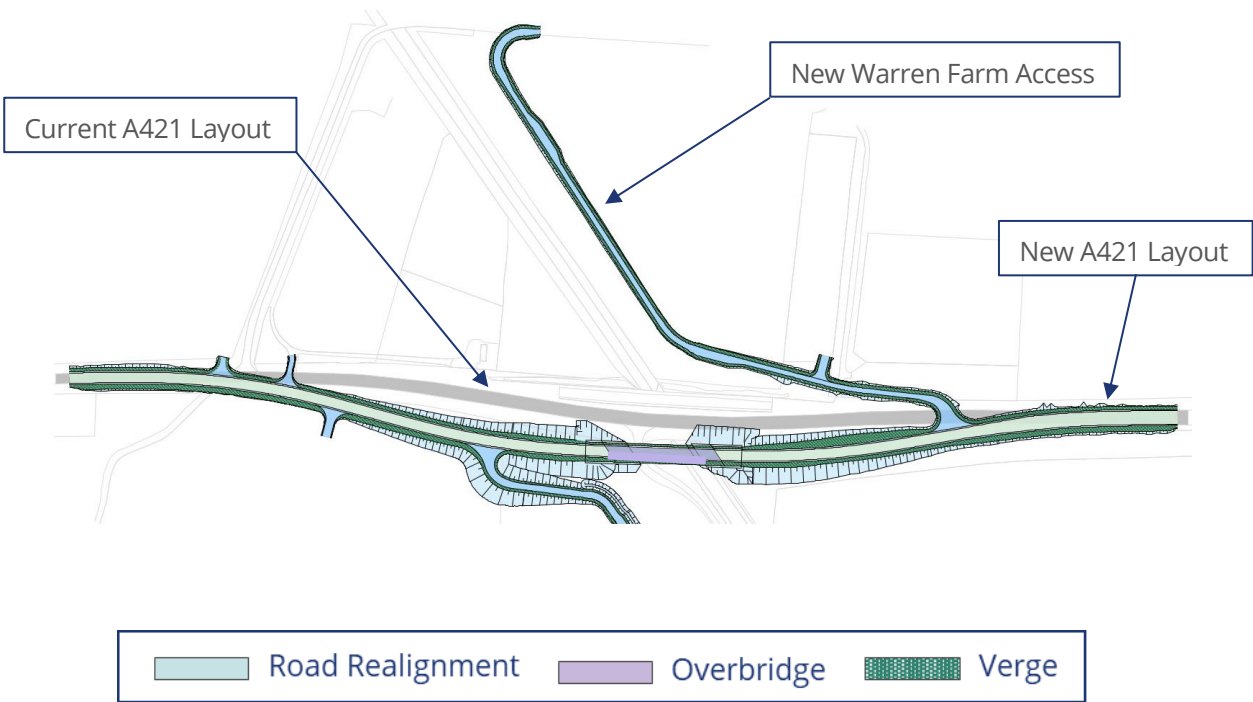 New Warren Farm Access
Current A421 Layout
New A421 Layout
Road Realignment
Overbridge
Verge